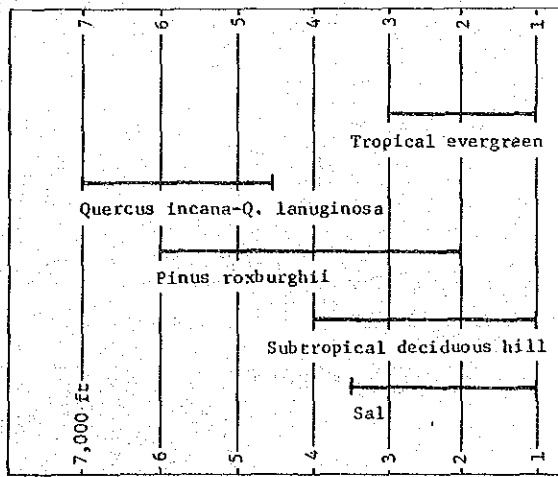 7 6 5 4 3 2 1
Tropical evergreen
Quercus incana-Q. lanuginosa
Pinus roxburghii
Subtropical deciduous hill
Sal
7,000 ft 6 5 4 3 2 1